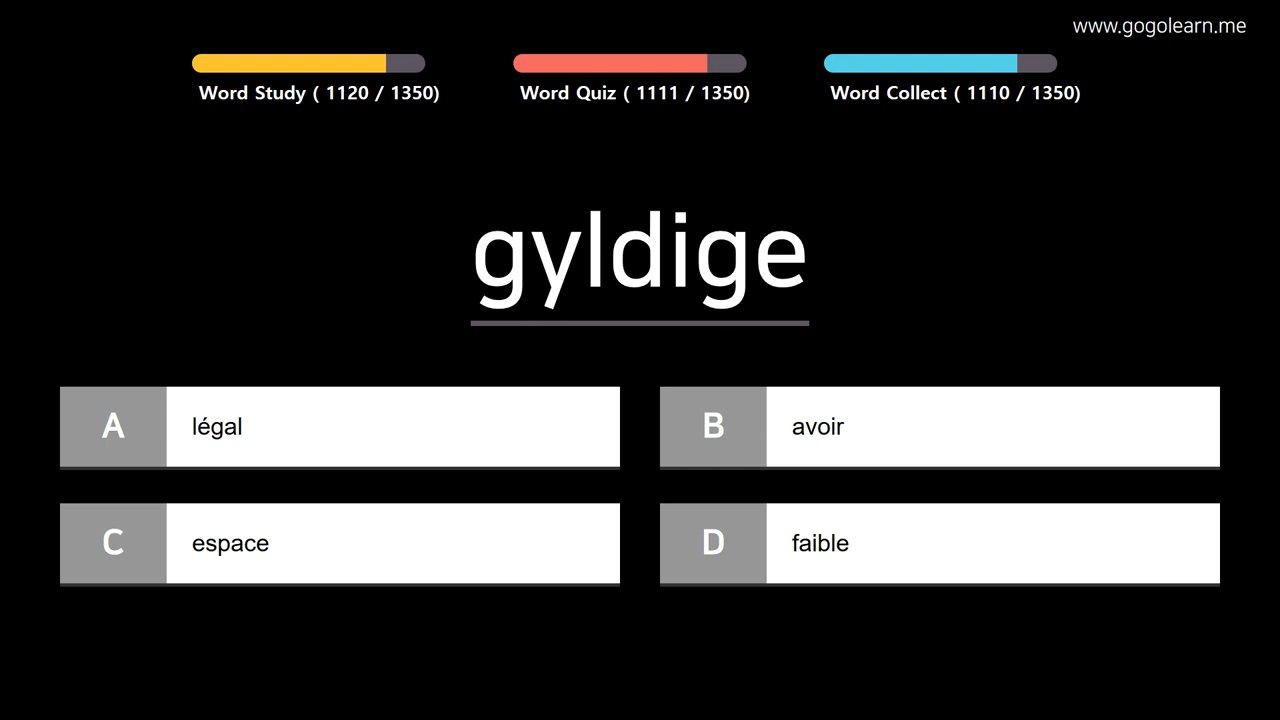 www.gogolearn.me
Word Study ( 1120 / 1350)
Word Quiz ( 1111 / 1350)
Word Collect ( 1110 / 1350)
gyldige
A
légal
B
avoir
C
espace
D
faible